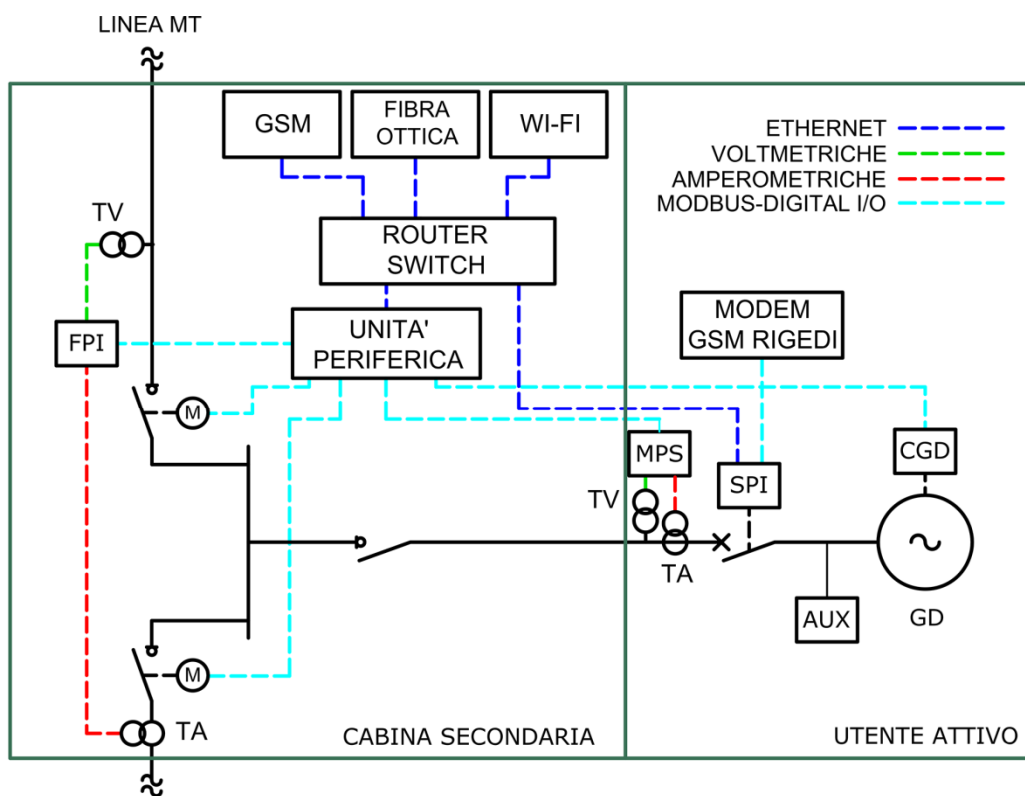 LINEA MT
GSM
FIBRA
OTTICA
WI-FI
ETHERNET
VOLTMETRICHE
AMPEROMETRICHE
MODBUS-DIGITAL I/O
TV
ROUTER
SWITCH
FPI
UNITA'
PERIFERICA
MODEM
GSM RIGEDI
M
MPS
SPI
CGD
TV
TA
AUX
GD
M
TA
CABINA SECONDARIA
UTENTE ATTIVO